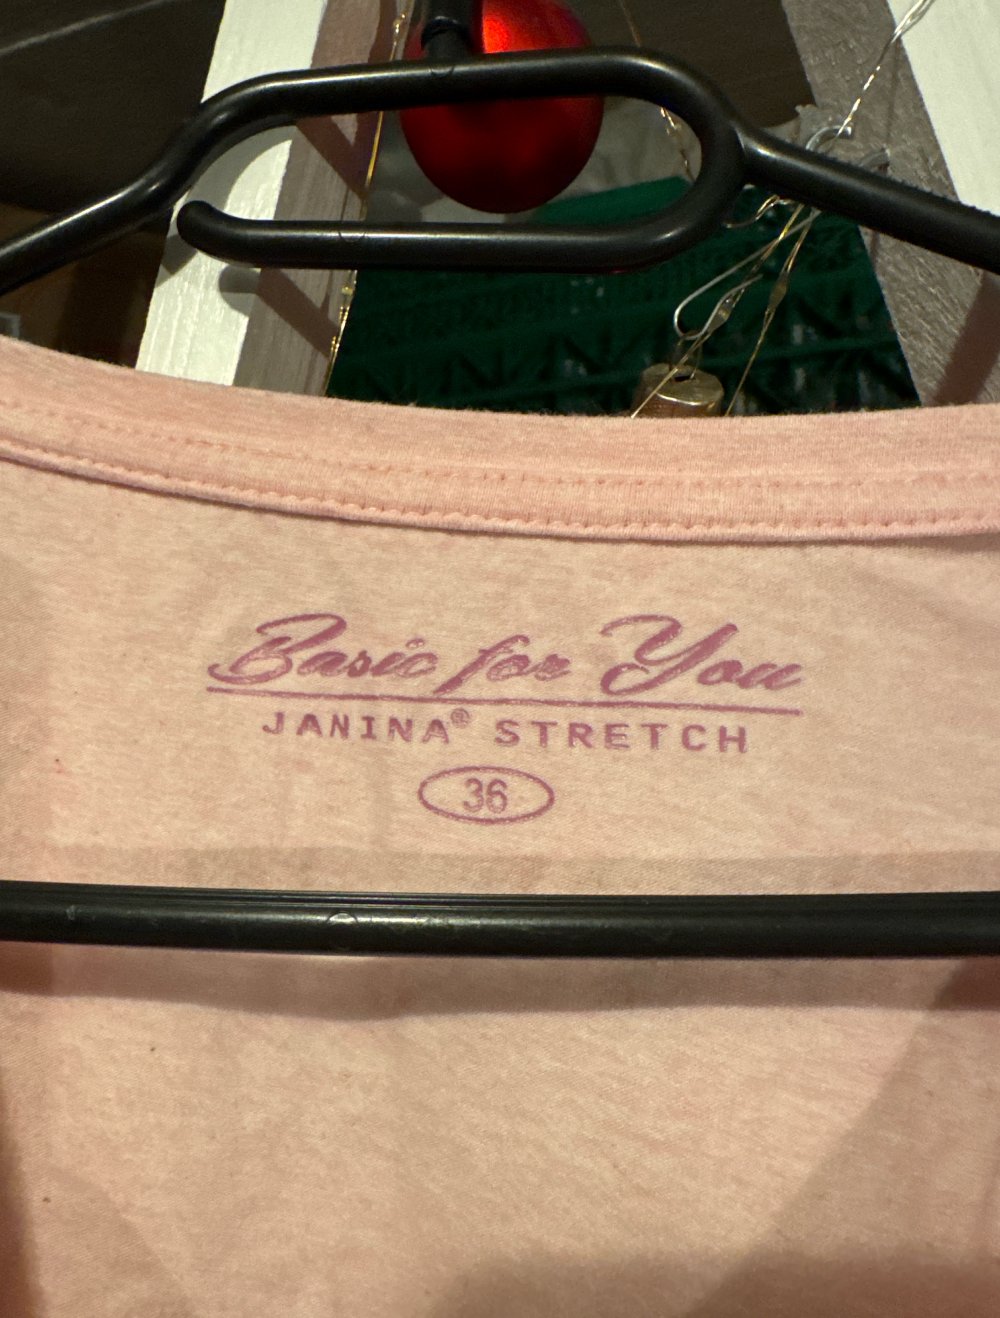 Basic for You
JANINA® STRETCH
36